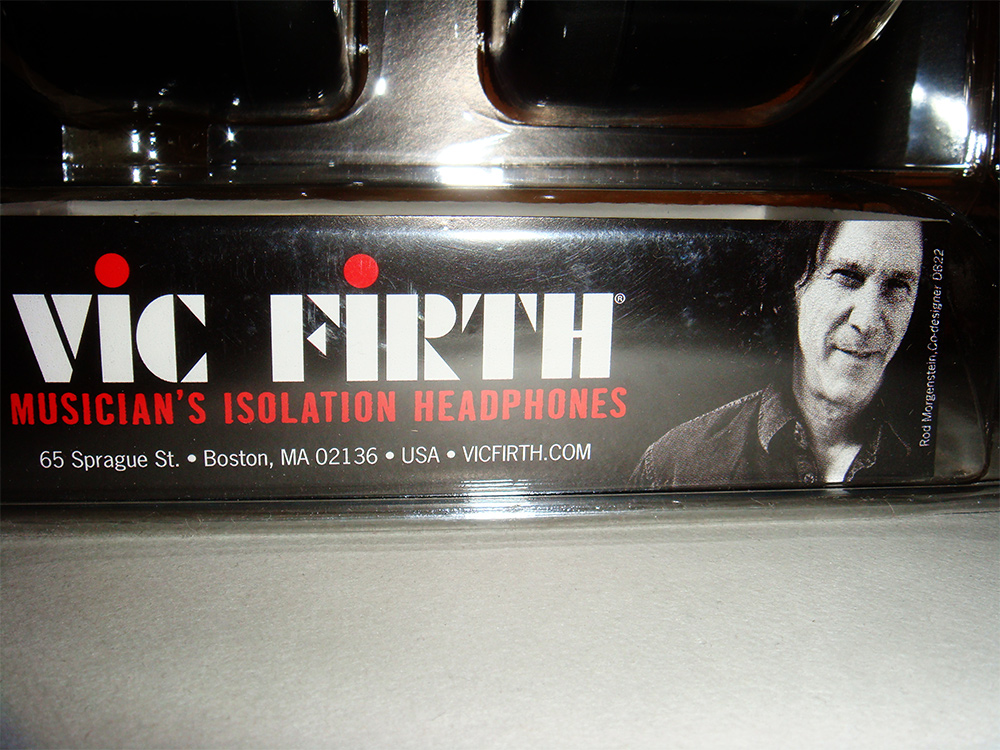 VIC FIRTH®
MUSICIAN'S ISOLATION HEADPHONES
65 Sprague St. • Boston, MA 02136 • USA • VICFIRTH.COM
Rod Morgenstein, Co-designer DB22